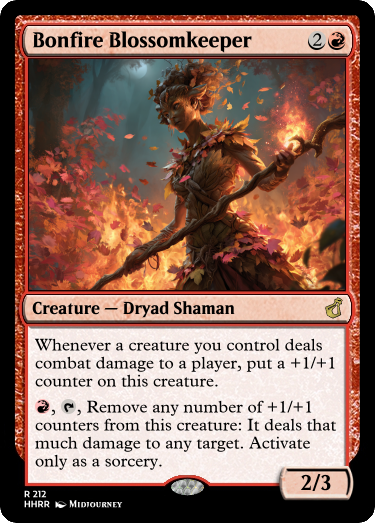 Bonfire Blossomkeeper 2
Creature — Dryad Shaman
Whenever a creature you control deals
combat damage to a player, put a +1/+1
counter on this creature.
, , Remove any number of +1/+1
counters from this creature: It deals that
much damage to any target. Activate
only as a sorcery.
2/3
R 212
HHRR Midjourney